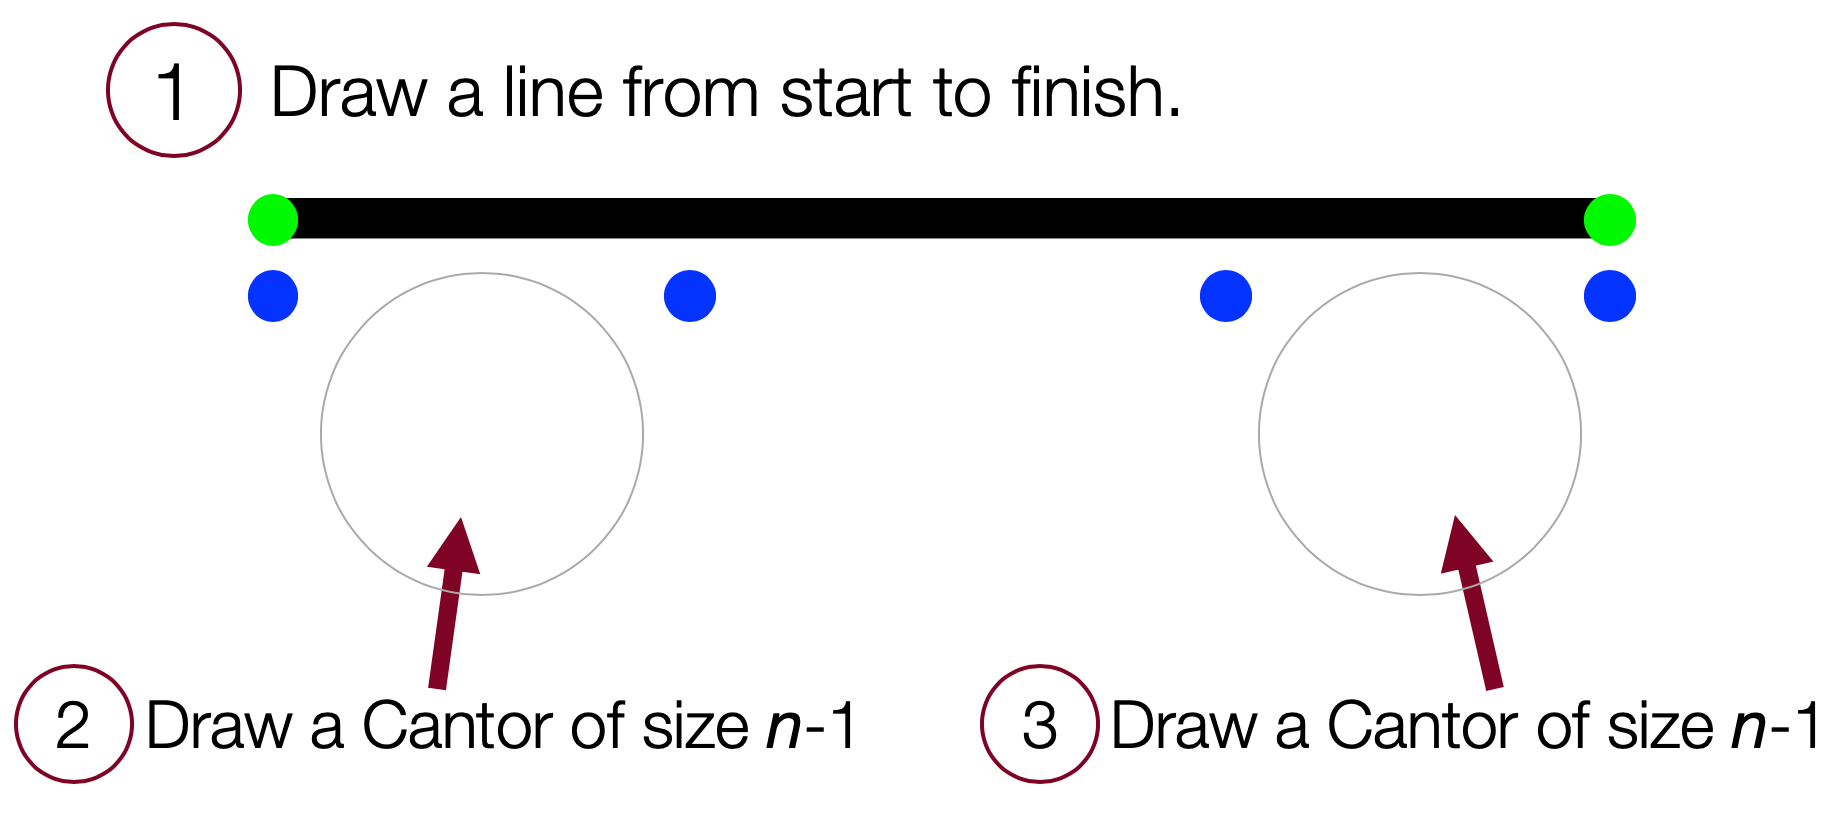 1 Draw a line from start to finish.
2 Draw a Cantor of size n-1
3 Draw a Cantor of size n-1